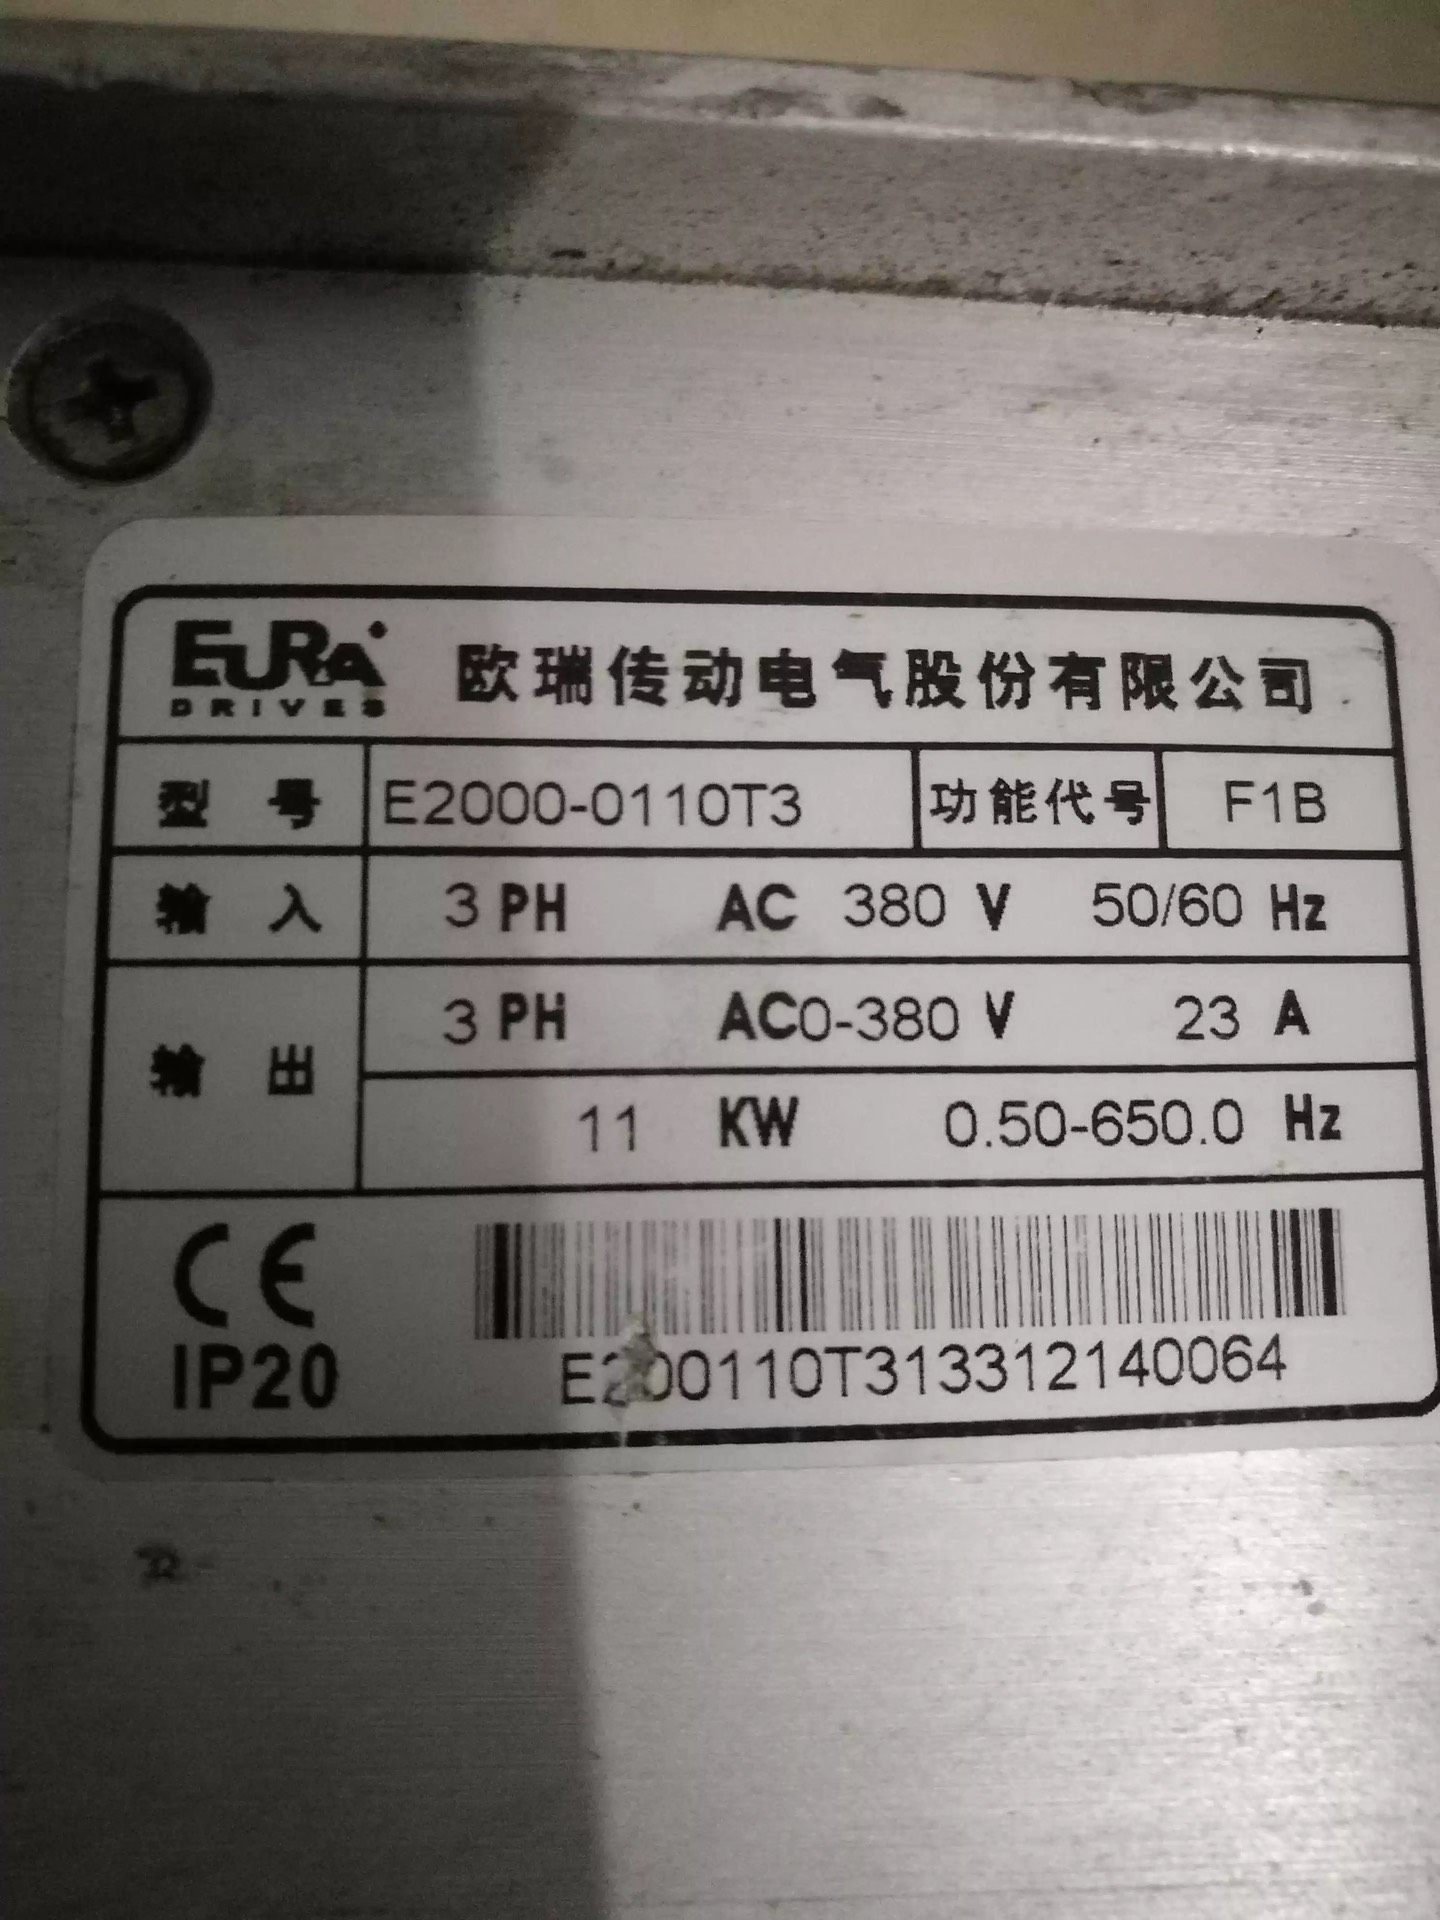 EURA DRIVES 欧瑞传动电气股份有限公司
型号 E2000-0110T3 功能代号 F1B
输入 3 PH AC 380 V 50/60 Hz
输出 3 PH AC0-380 V 23 A
11 KW 0.50-650.0 Hz
CE
IP20
E200110T313312140064